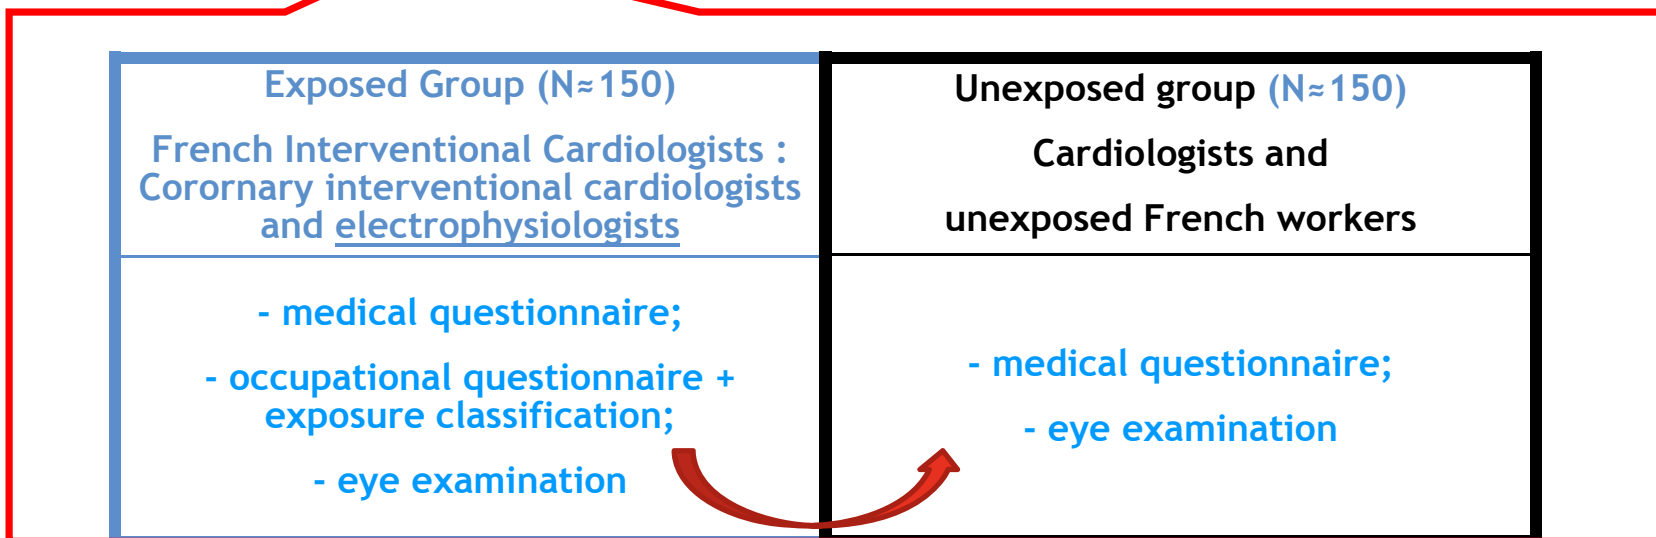 Exposed Group (N≈150)
French Interventional Cardiologists :
Corornary interventional cardiologists
and electrophysiologists
- medical questionnaire;
- occupational questionnaire +
exposure classification;
- eye examination
Unexposed group (N≈150)
Cardiologists and
unexposed French workers
- medical questionnaire;
- eye examination